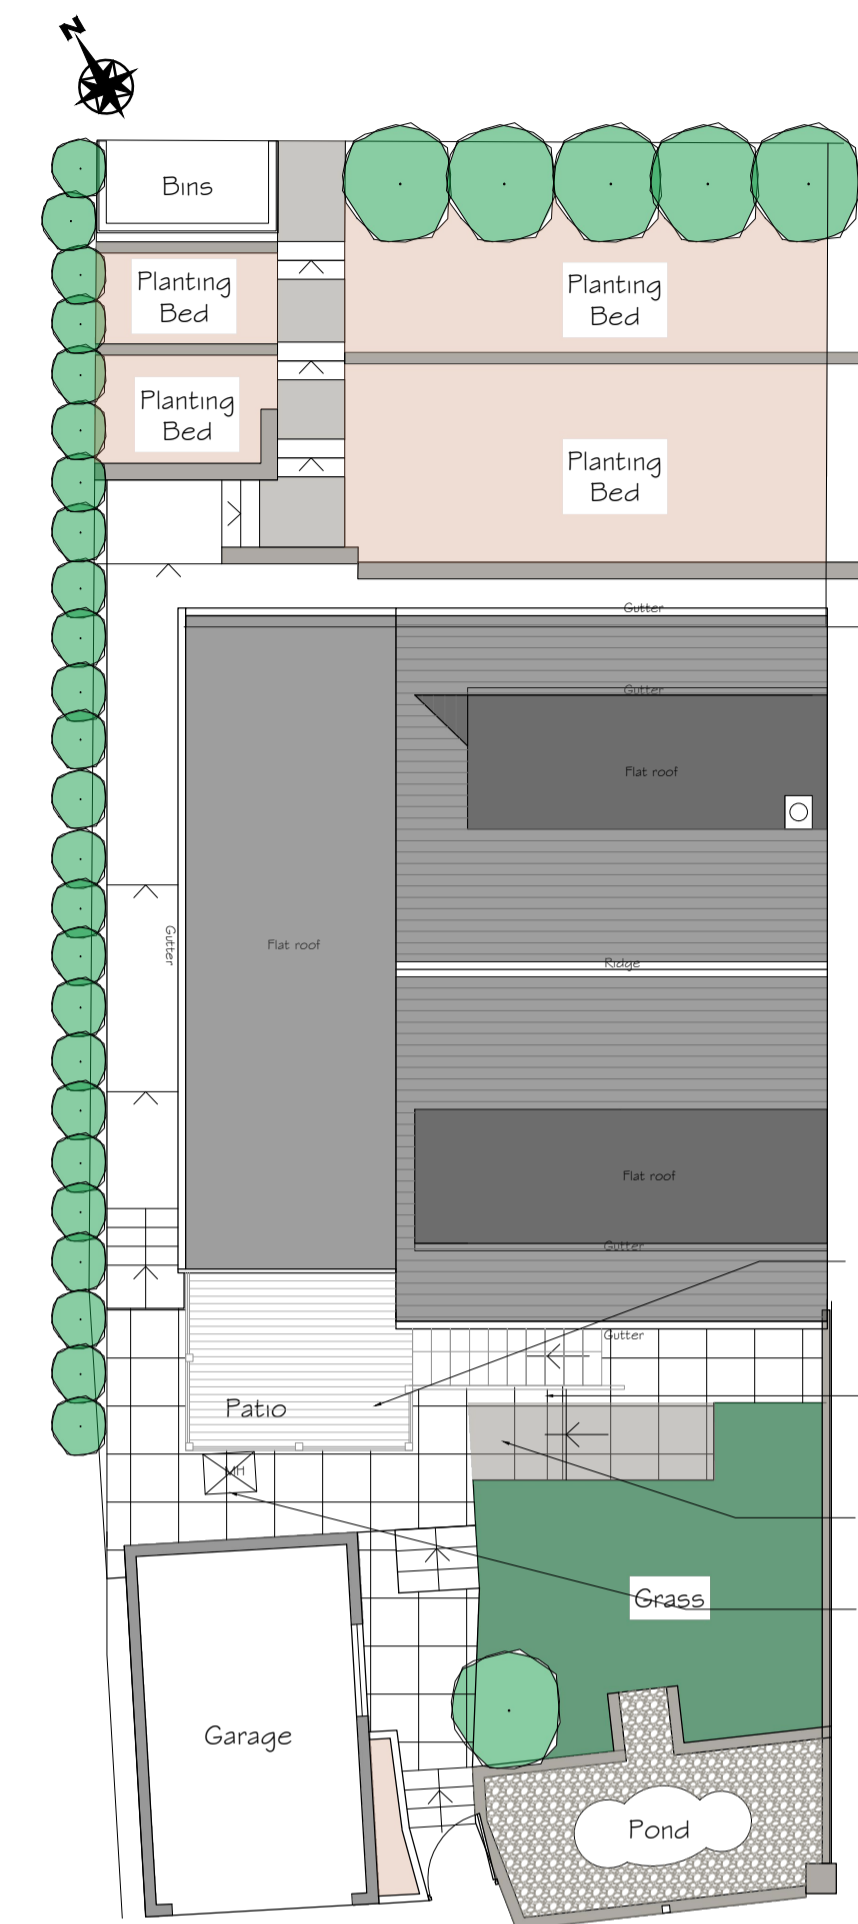 N
Bins
Planting
Bed
Planting
Bed
Planting
Bed
Planting
Bed
Gutter
Gutter
Flat roof
Gutter
Flat roof
Ridge
Flat roof
Gutter
Gutter
Patio
MH
Grass
Garage
Pond